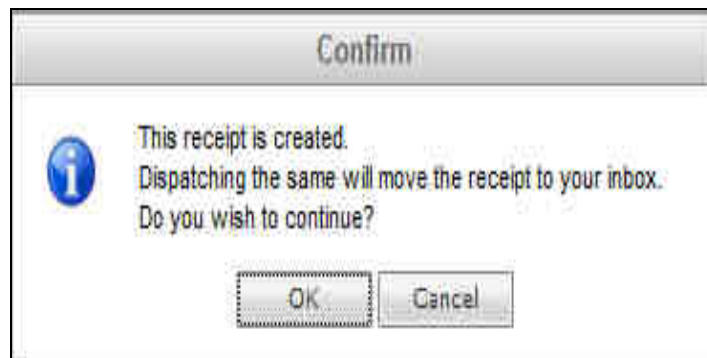 Confirm
This receipt is created.
Dispatching the same will move the receipt to your inbox.
Do you wish to continue?
OK Cancel